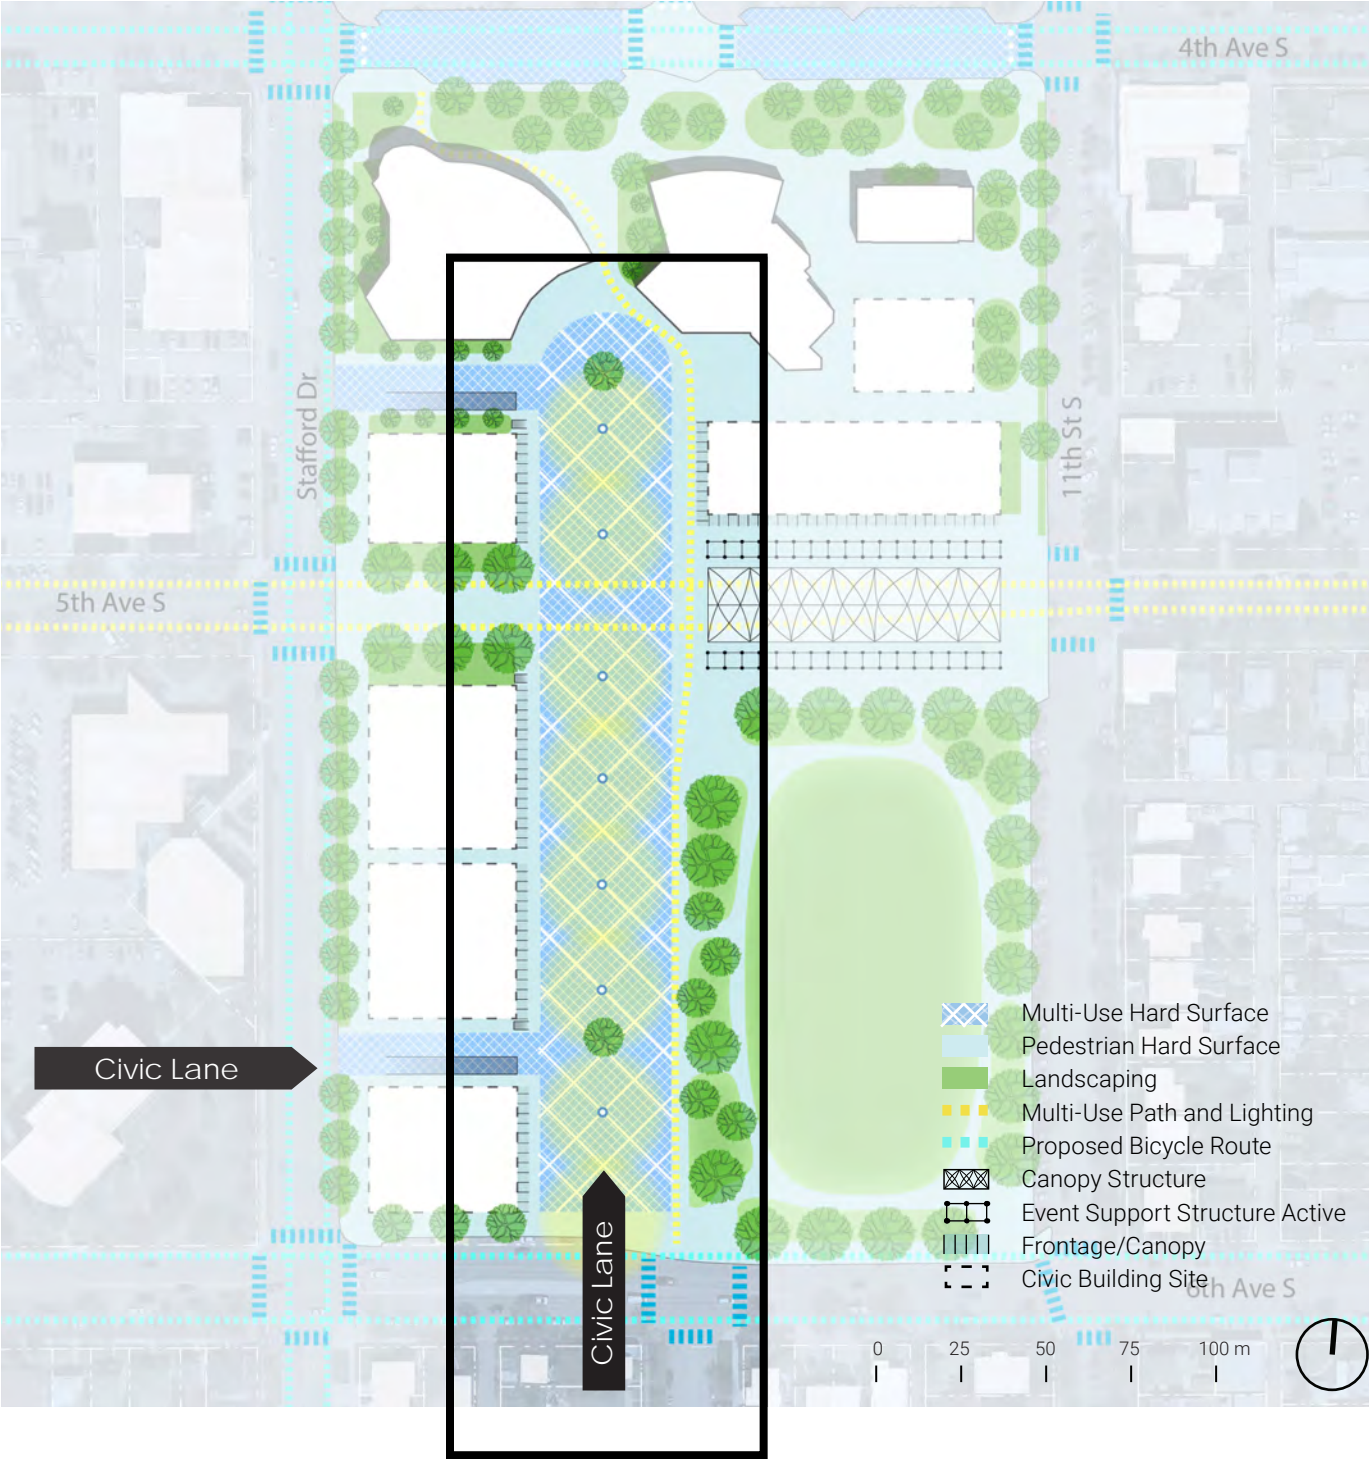 4th Ave S
Stafford Dr
11th St S
5th Ave S
Civic Lane
Civic Lane
Multi-Use Hard Surface
Pedestrian Hard Surface
Landscaping
Multi-Use Path and Lighting
Proposed Bicycle Route
Canopy Structure
Event Support Structure Active
Frontage/Canopy
Civic Building Site
6th Ave S
0 25 50 75 100 m